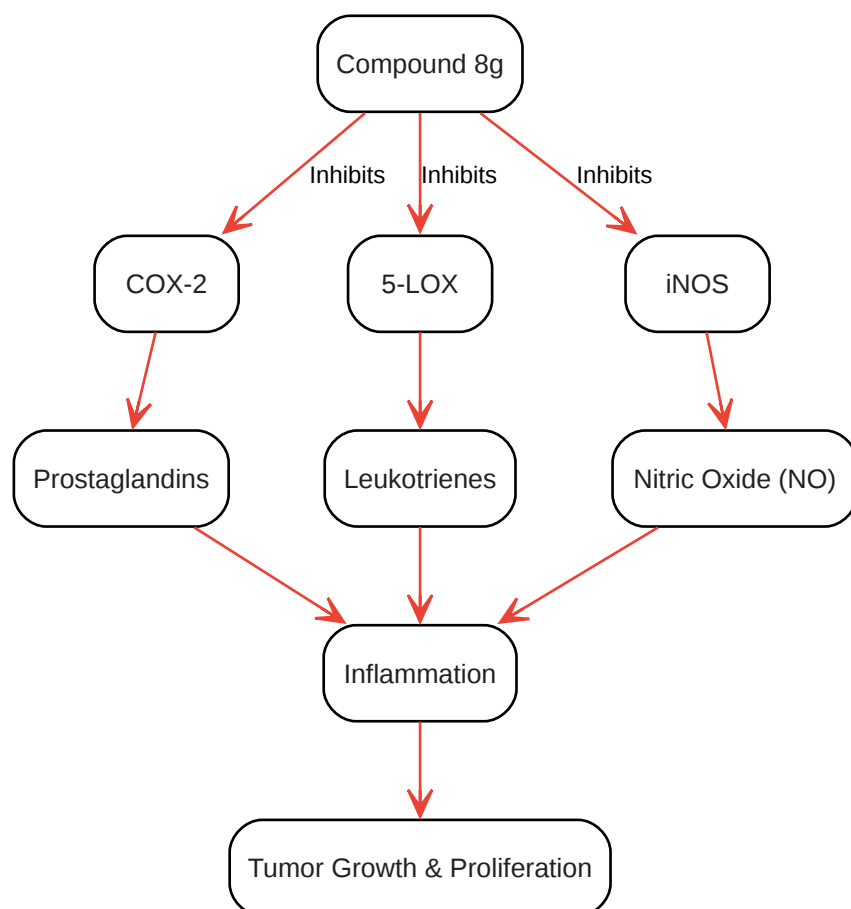 Compound 8g
Inhibits
Inhibits
Inhibits
COX-2
5-LOX
iNOS
Prostaglandins
Leukotrienes
Nitric Oxide (NO)
Inflammation
Tumor Growth & Proliferation